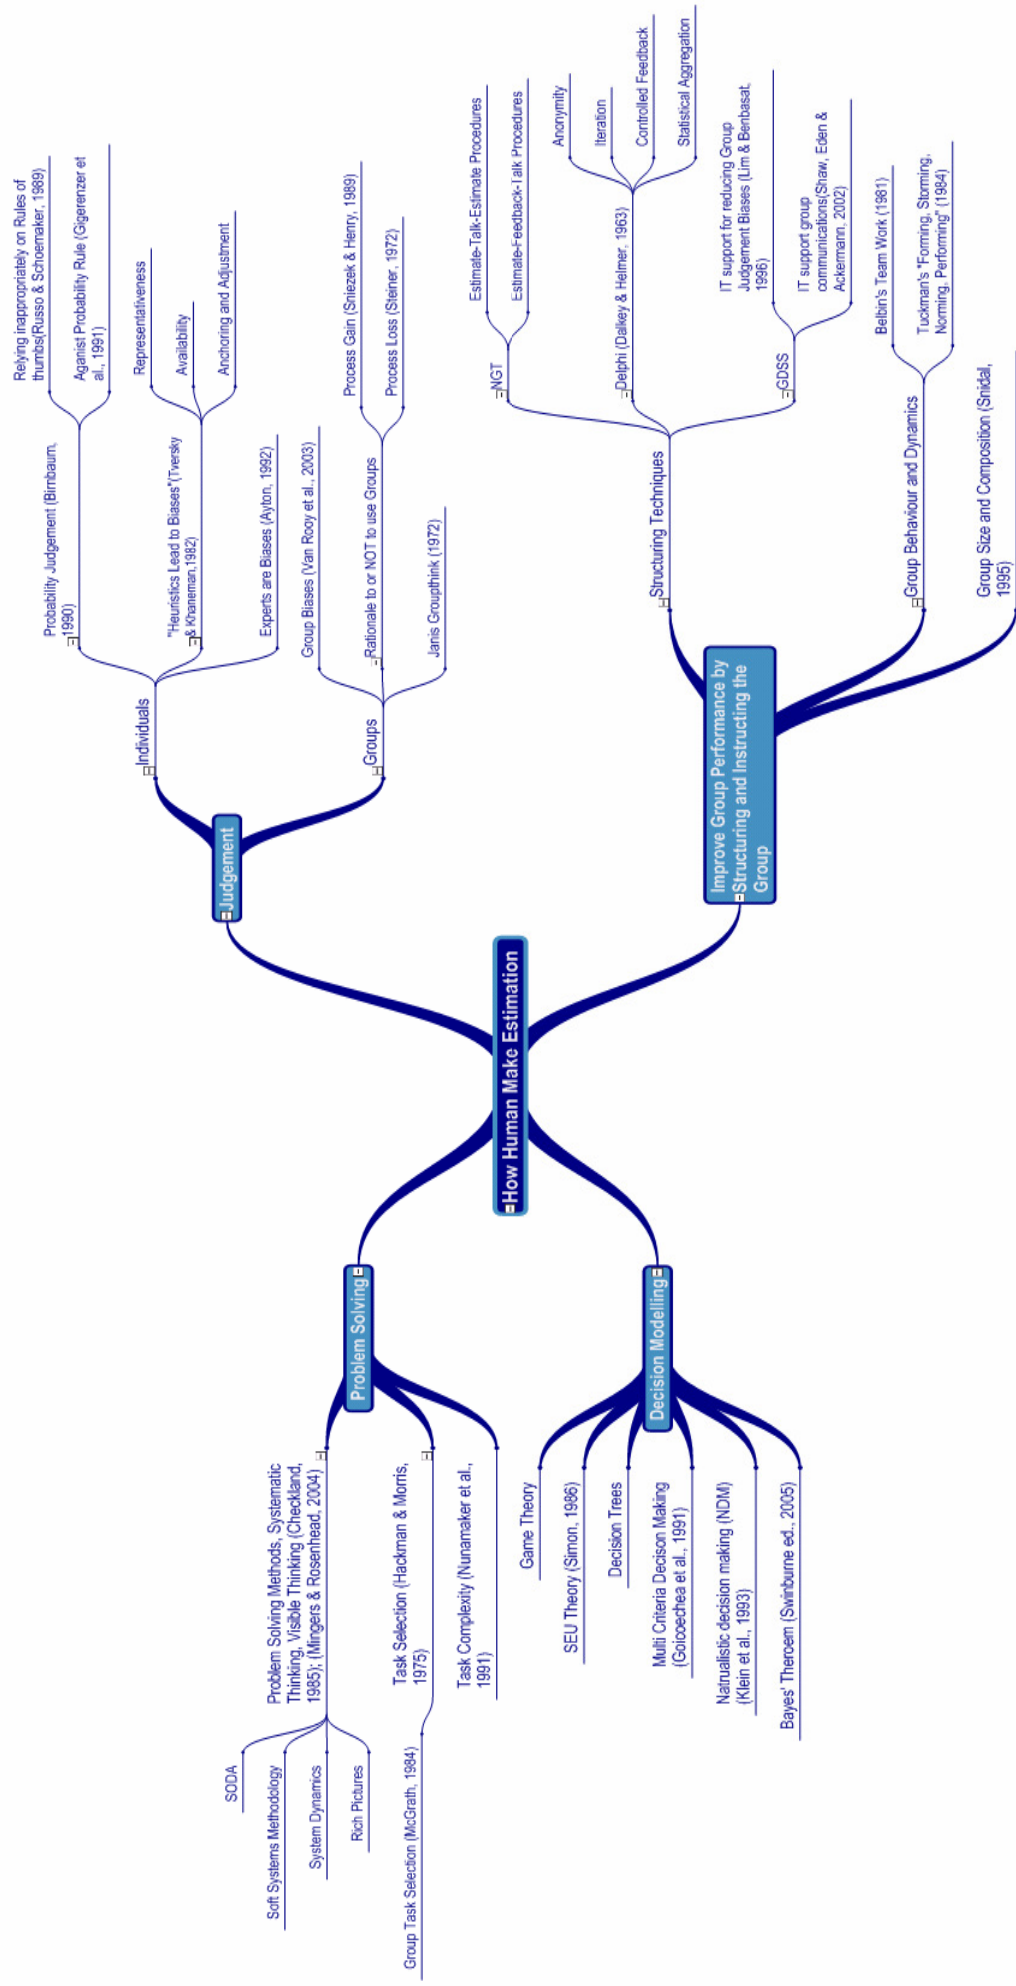 How Human Make Estimation
Problem Solving
Problem Solving Methods, Systematic
Thinking, Visible Thinking (Checkland,
1985); (Mingers & Rosenhead, 2004)
SODA
Soft Systems Methodology
System Dynamics
Rich Pictures
Task Selection (Hackman & Morris,
1975)
Group Task Selection (McGrath, 1984)
Task Complexity (Nunamaker et al.,
1991)
Decision Modelling
Game Theory
SEU Theory (Simon, 1986)
Decision Trees
Multi Criteria Decison Making
(Goicoechea et al., 1991)
Natrualistic decision making (NDM)
(Klein et al., 1993)
Bayes' Theroem (Swinburne ed., 2005)
Judgement
Individuals
Probability Judgement (Birnbaum,
1990)
Relying inappropriately on Rules of
thumbs(Russo & Schoemaker, 1989)
Aganist Probability Rule (Gigerenzer et
al., 1991)
"Heuristics Lead to Biases"(Tversky
& Khaneman,1982)
Representativeness
Availability
Anchoring and Adjustment
Experts are Biases (Ayton, 1992)
Groups
Group Biases (Van Rooy et al., 2003)
Rationale to or NOT to use Groups
Process Gain (Sniezek & Henry, 1989)
Process Loss (Steiner, 1972)
Janis Groupthink (1972)
Improve Group Performance by
Structuring and Instructing the
Group
Structuring Techniques
NGT
Estimate-Talk-Estimate Procedures
Estimate-Feedback-Talk Procedures
Delphi (Dalkey & Helmer, 1963)
Anonymity
Iteration
Controlled Feedback
Statistical Aggregation
GDSS
IT support for reducing Group
Judgement Biases (Lim & Benbasat,
1996)
IT support group
communications(Shaw, Eden &
Ackermann, 2002)
Group Behaviour and Dynamics
Belbin's Team Work (1981)
Tuckman's "Forming, Storming,
Norming, Performing" (1984)
Group Size and Composition (Snidal,
1995)